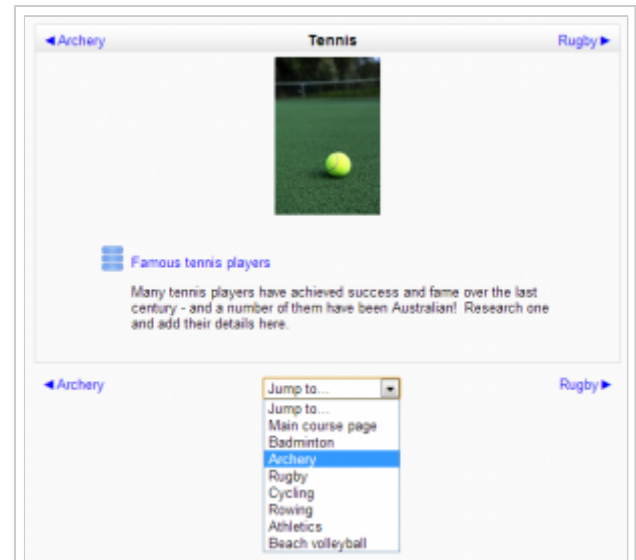 ◄Archery Tennis Rugby►
Famous tennis players
Many tennis players have achieved success and fame over the last
century - and a number of them have been Australian! Research one
and add their details here.
◄Archery Jump to... Rugby►
Jump to...
Main course page
Badminton
Archery
Rugby
Cycling
Rowing
Athletics
Beach volleyball